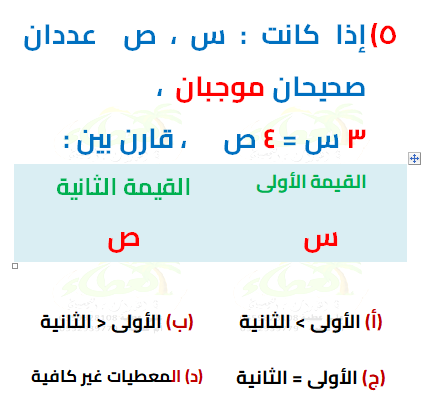 ٥) إذا كانت : س ، ص عددان
صحيحان موجبان ،
٣ س = ٤ ص ، قارن بين :
القيمة الأولى القيمة الثانية
س ص
(أ) الأولى > الثانية (ب) الأولى < الثانية
(ج) الأولى = الثانية (د) المعطيات غير كافية